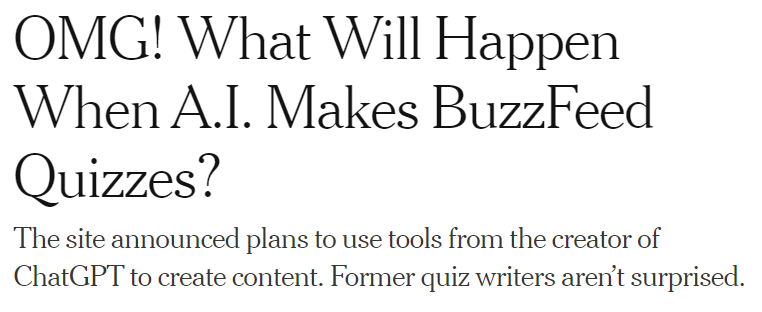 OMG! What Will Happen
When A.I. Makes BuzzFeed
Quizzes?
The site announced plans to use tools from the creator of
ChatGPT to create content. Former quiz writers aren’t surprised.